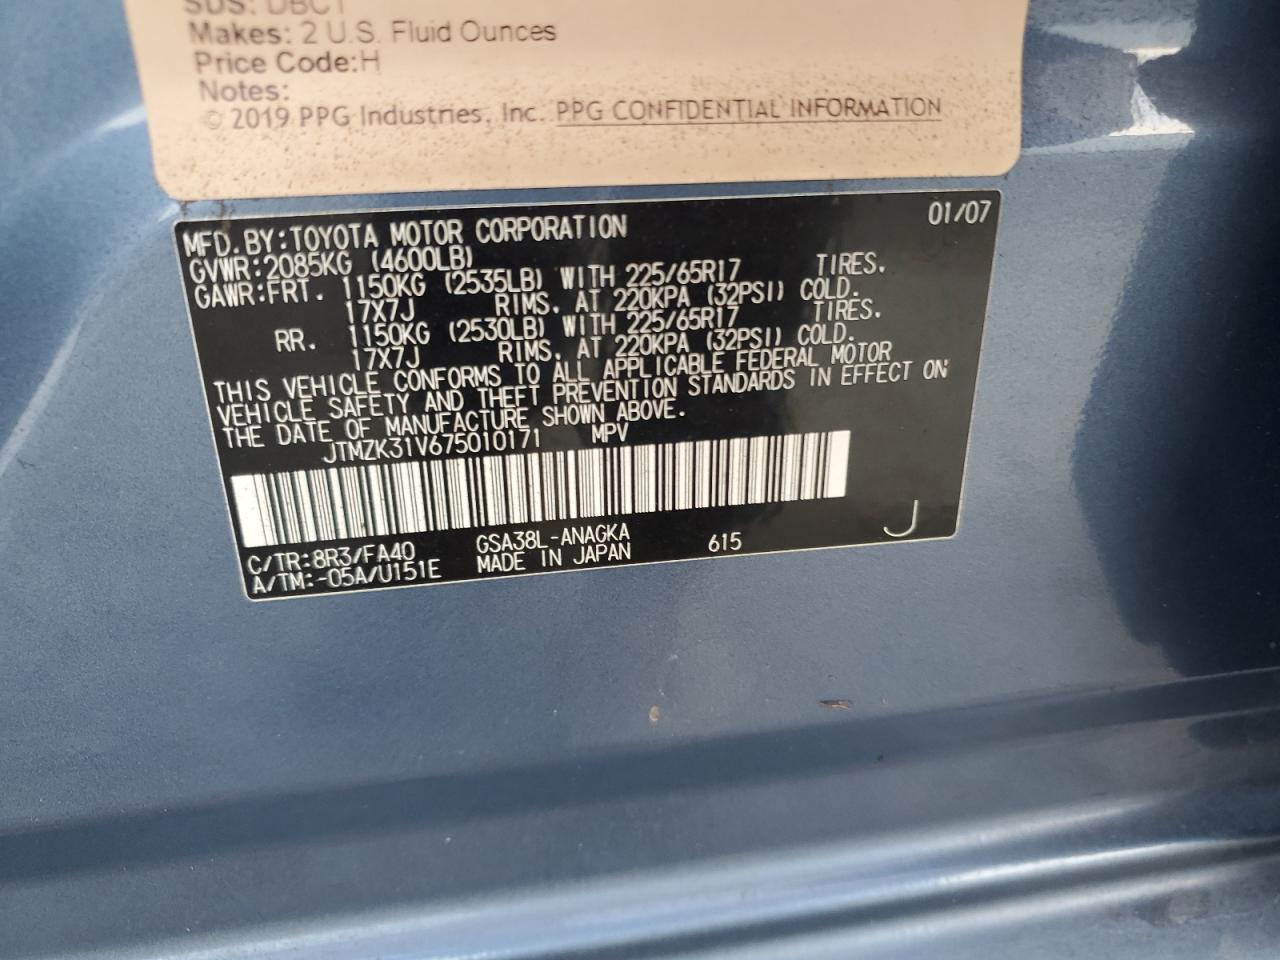 SDS: DBC1
Makes: 2 U.S. Fluid Ounces
Price Code:H
Notes:
© 2019 PPG Industries, Inc. PPG CONFIDENTIAL INFORMATION
01/07
MFD.BY:TOYOTA MOTOR CORPORATION
GVWR:2085KG (4600LB)
GAWR:FRT. 1150KG (2535LB) WITH 225/65R17 TIRES.
17X7J RIMS, AT 220KPA (32PSI) COLD.
RR. 1150KG (2530LB) WITH 225/65R17 TIRES.
17X7J RIMS, AT 220KPA (32PSI) COLD.
THIS VEHICLE CONFORMS TO ALL APPLICABLE FEDERAL MOTOR
VEHICLE SAFETY AND THEFT PREVENTION STANDARDS IN EFFECT ON
THE DATE OF MANUFACTURE SHOWN ABOVE.
JTMZK31V675010171 MPV
C/TR:8R3/FA40 GSA38L-ANAGKA 615 J
A/TM:-05A/U151E MADE IN JAPAN